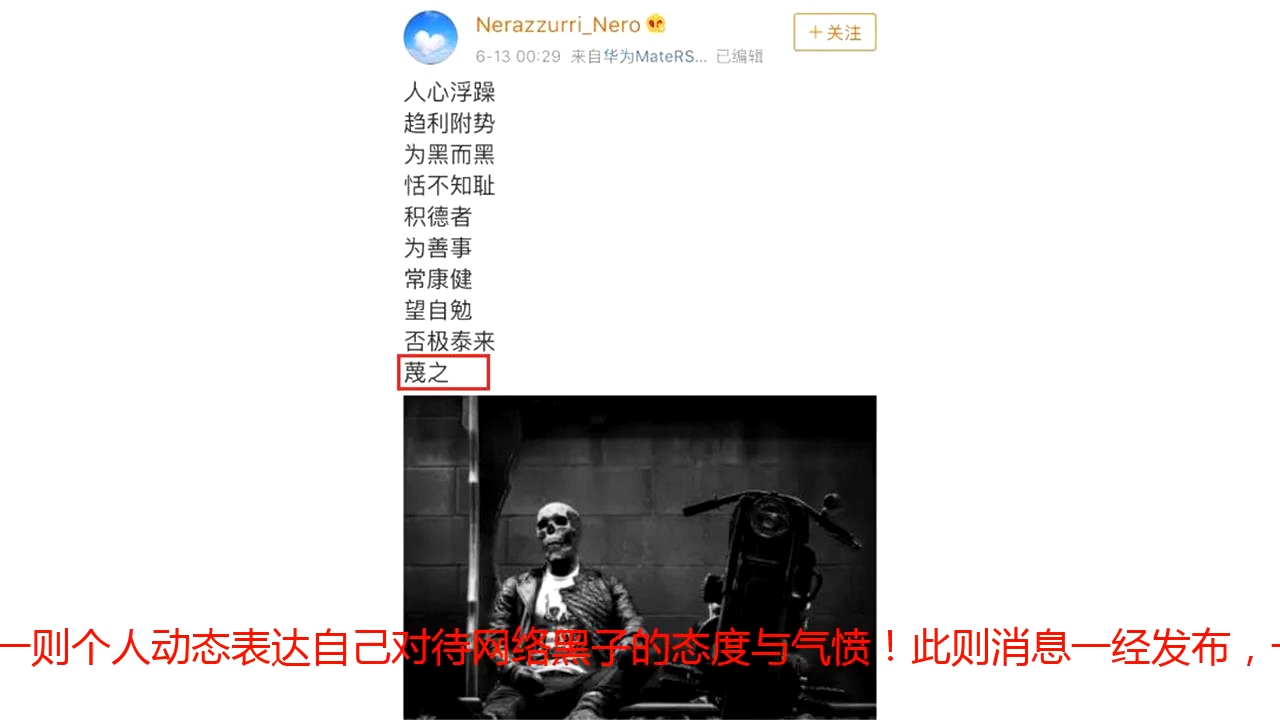 Nerazzurri_Nero
+关注
6-13 00:29 来自华为MateRS... 已编辑
人心浮躁
趋利附势
为黑而黑
恬不知耻
积德者
为善事
常康健
望自勉
否极泰来
蔑之
一则个人动态表达自己对待网络黑子的态度与气愤！此则消息一经发布，